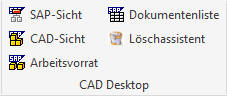 SAP-Sicht
Dokumentenliste
CAD-Sicht
Löschassistent
Arbeitsvorrat
CAD Desktop